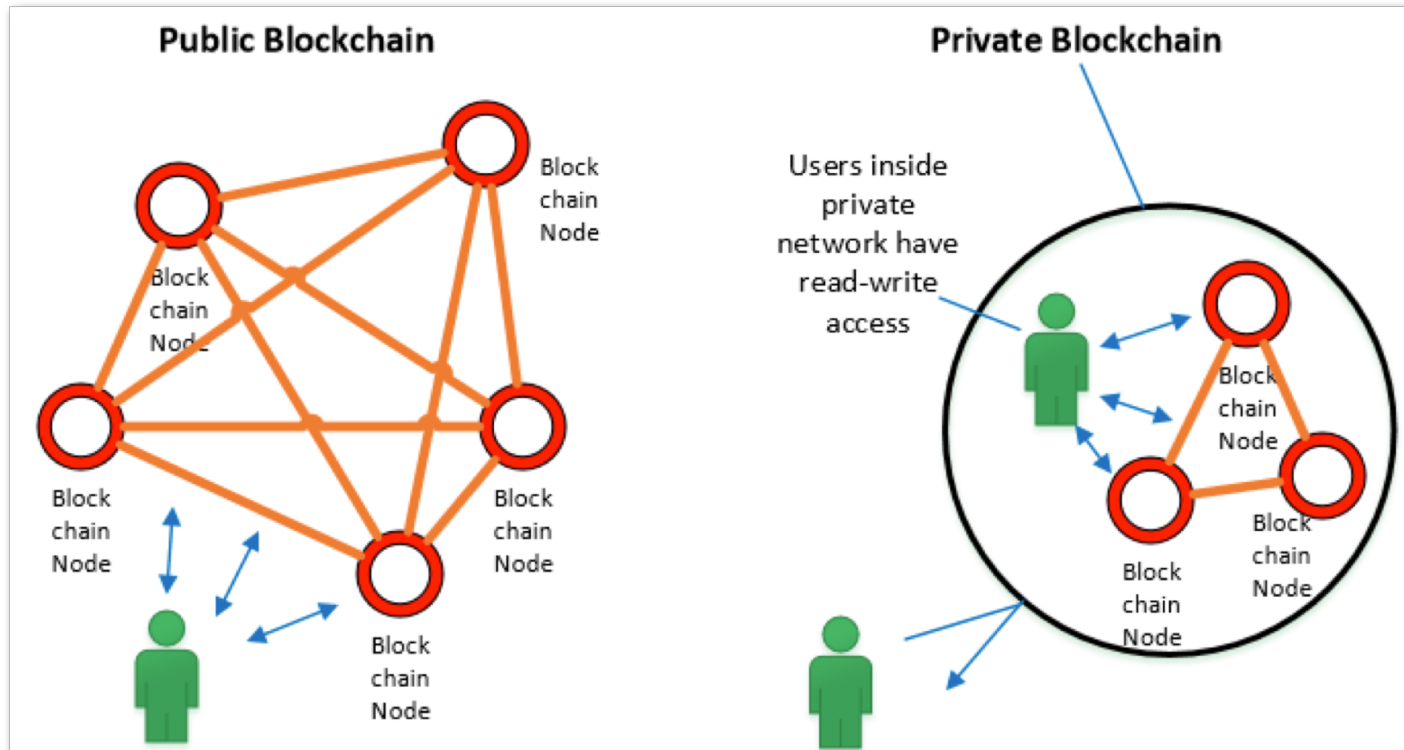 Public Blockchain
Block
chain
Node
Block
chain
Node
Block
chain
Node
Block
chain
Node
Block
chain
Node
Private Blockchain
Users inside
private
network have
read-write
access
Block
chain
Node
Block
chain
Node
Block
chain
Node